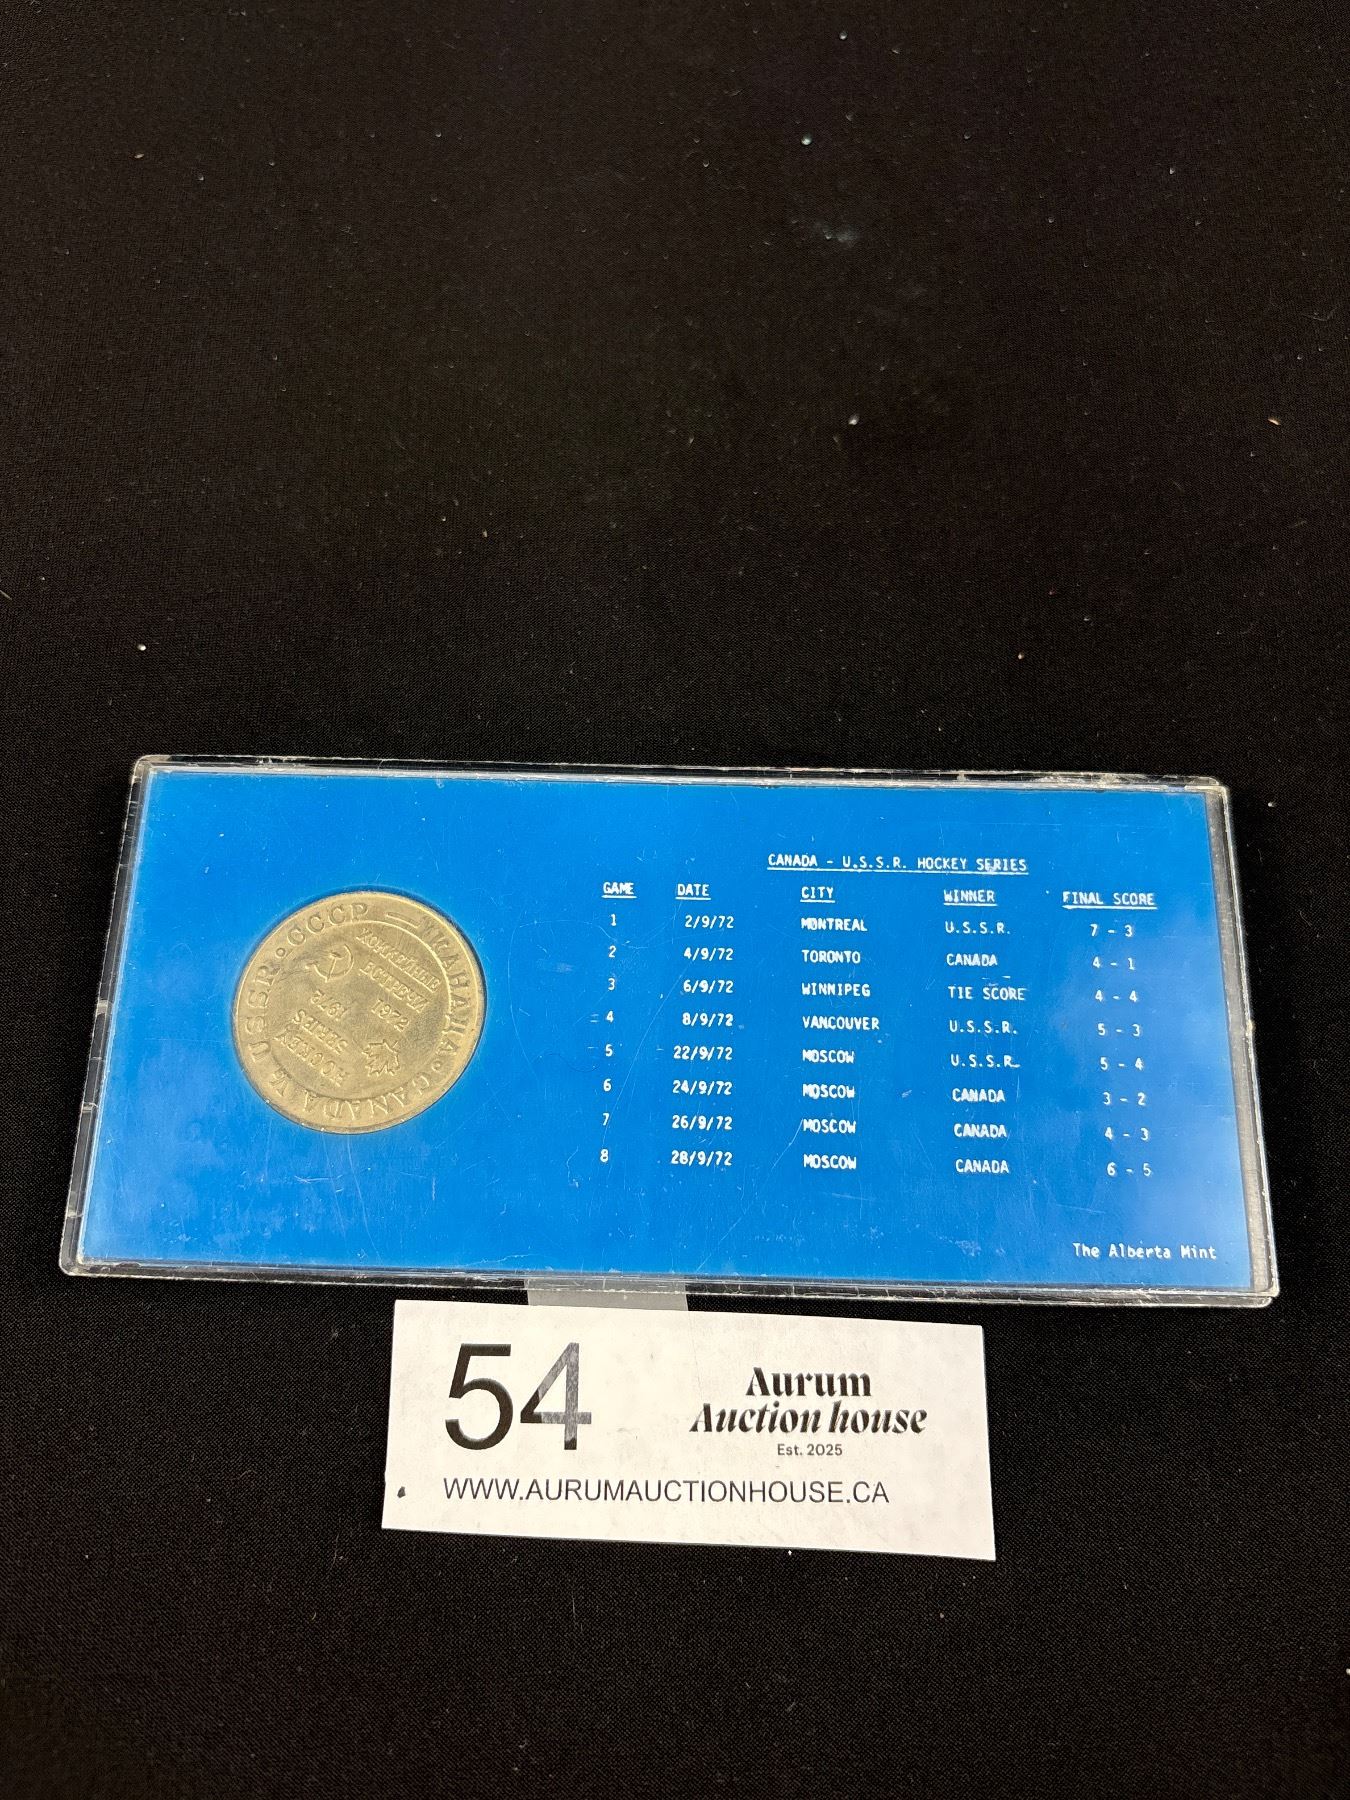 CANADA - U.S.S.R. HOCKEY SERIES
GAME DATE CITY WINNER FINAL SCORE
1 2/9/72 MONTREAL U.S.S.R. 7 - 3
2 4/9/72 TORONTO CANADA 4 - 1
3 6/9/72 WINNIPEG TIE SCORE 4 - 4
4 8/9/72 VANCOUVER U.S.S.R. 5 - 3
5 22/9/72 MOSCOW U.S.S.R. 5 - 4
6 24/9/72 MOSCOW CANADA 3 - 2
7 26/9/72 MOSCOW CANADA 4 - 3
8 28/9/72 MOSCOW CANADA 6 - 5
The Alberta Mint
СССР — КАНАДА
ХОККЕЙНЫЕ
ВСТРЕЧИ
1972
CANADA VS USSR
HOCKEY
SERIES
1972
54
Aurum
Auction house
Est. 2025
WWW.AURUMAUCTIONHOUSE.CA